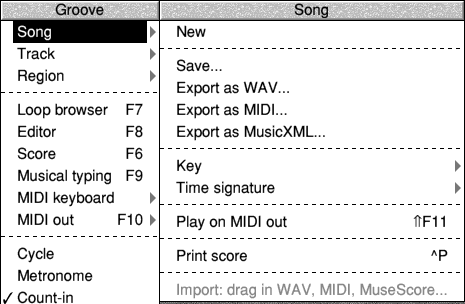 Groove
Song
Track
Region
Loop browser F7
Editor F8
Score F6
Musical typing F9
MIDI keyboard
MIDI out F10
Cycle
Metronome
✓ Count-in
Song
New
Save...
Export as WAV...
Export as MIDI...
Export as MusicXML...
Key
Time signature
Play on MIDI out ⇑F11
Print score ^P
Import: drag in WAV, MIDI, MuseScore...